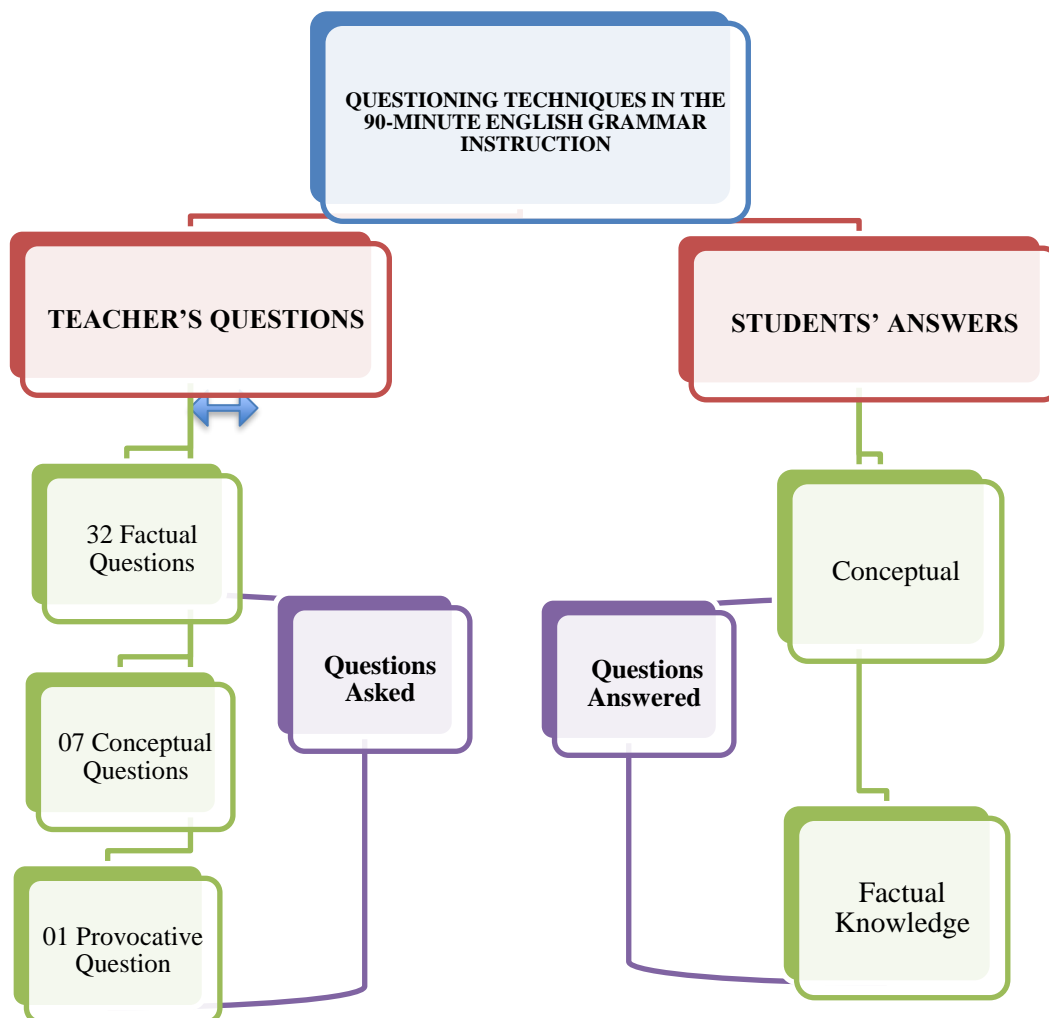 QUESTIONING TECHNIQUES IN THE
90-MINUTE ENGLISH GRAMMAR
INSTRUCTION
TEACHER’S QUESTIONS
STUDENTS’ ANSWERS
32 Factual
Questions
Conceptual
Questions
Asked
Questions
Answered
07 Conceptual
Questions
Factual
Knowledge
01 Provocative
Question